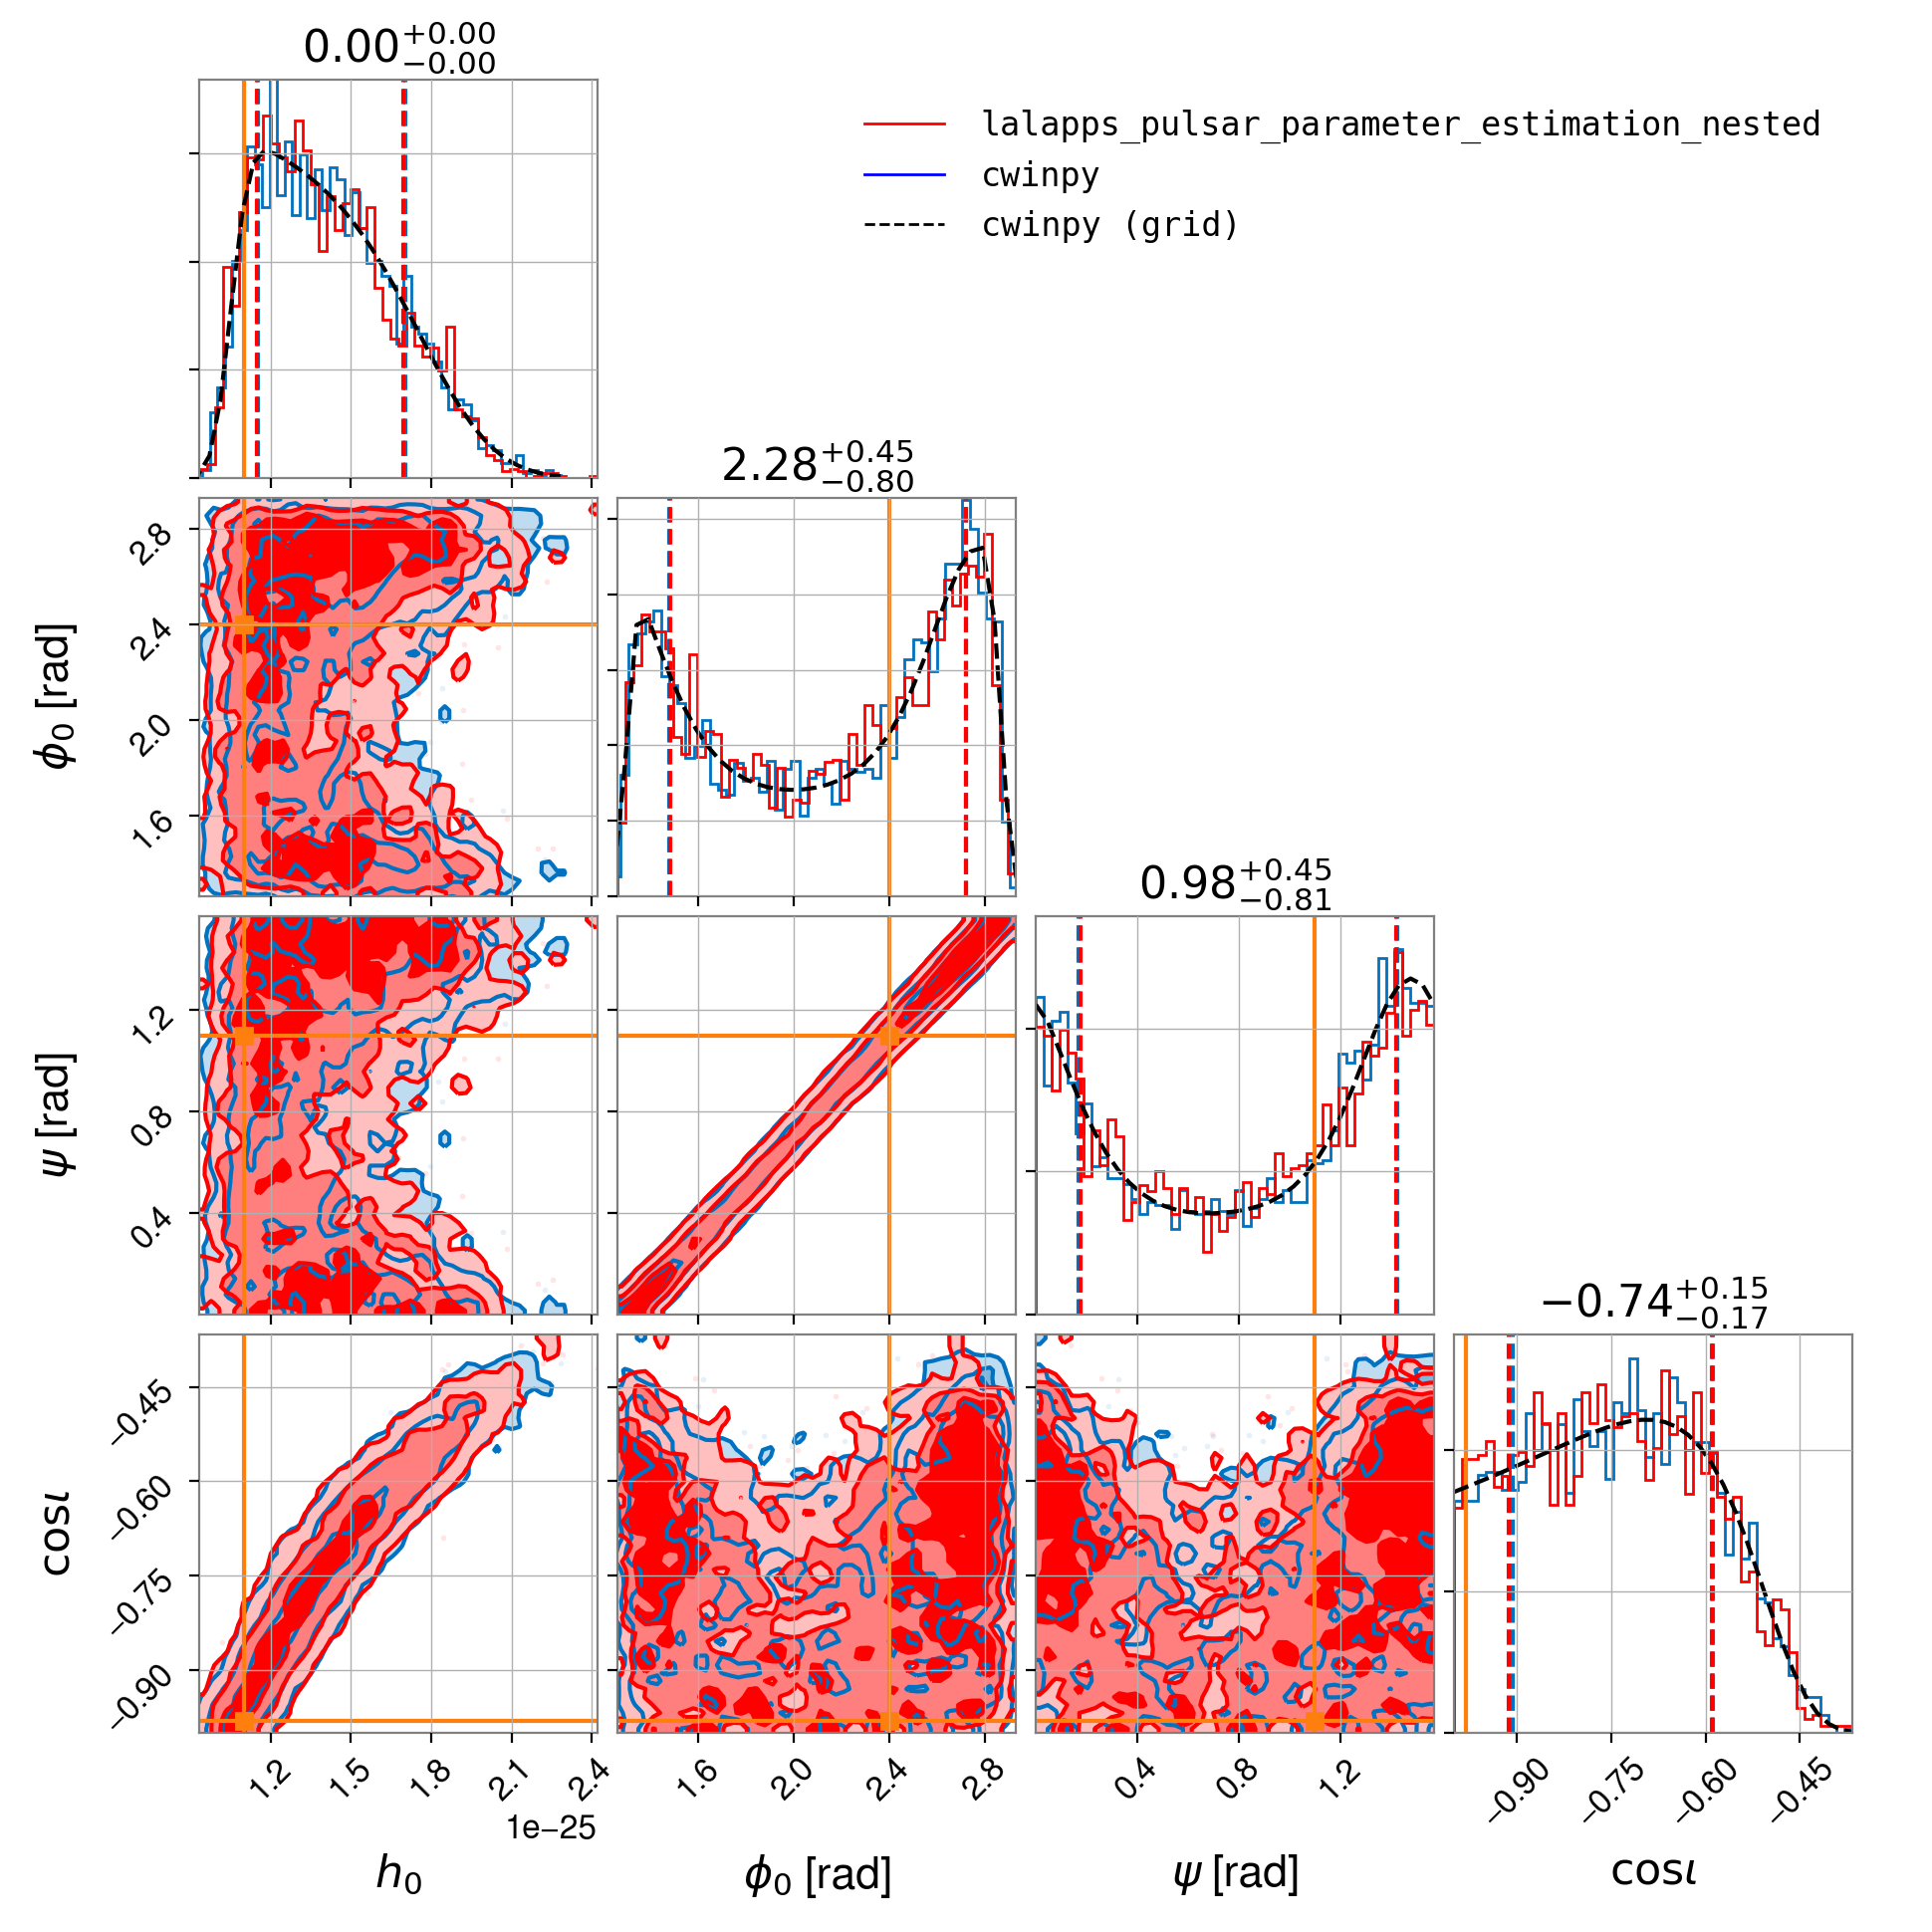 0.00+0.00−0.00
lalapps_pulsar_parameter_estimation_nested
cwinpy
cwinpy (grid)
2.28+0.45−0.80
2.8
2.4
2.0
1.6
ϕ0 [rad]
0.98+0.45−0.81
1.2
0.8
0.4
ψ [rad]
−0.74+0.15−0.17
−0.45
−0.60
−0.75
−0.90
cosι
1.2 1.5 1.8 2.1 2.4 1.6 2.0 2.4 2.8 0.4 0.8 1.2 −0.90 −0.75 −0.60 −0.45
1e−25
h0 ϕ0 [rad] ψ [rad] cosι